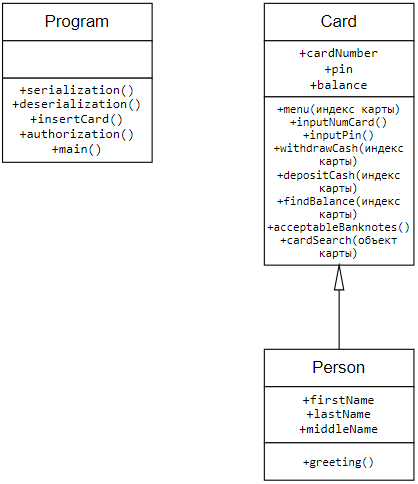 Program
+serialization()
+deserialization()
+insertCard()
+authorization()
+main()
Card
+cardNumber
+pin
+balance
+menu(индекс карты)
+inputNumCard()
+inputPin()
+withdrawCash(индекс
карты)
+depositCash(индекс
карты)
+findBalance(индекс
карты)
+acceptableBanknotes()
+cardSearch(объект
карты)
Person
+firstName
+lastName
+middleName
+greeting()